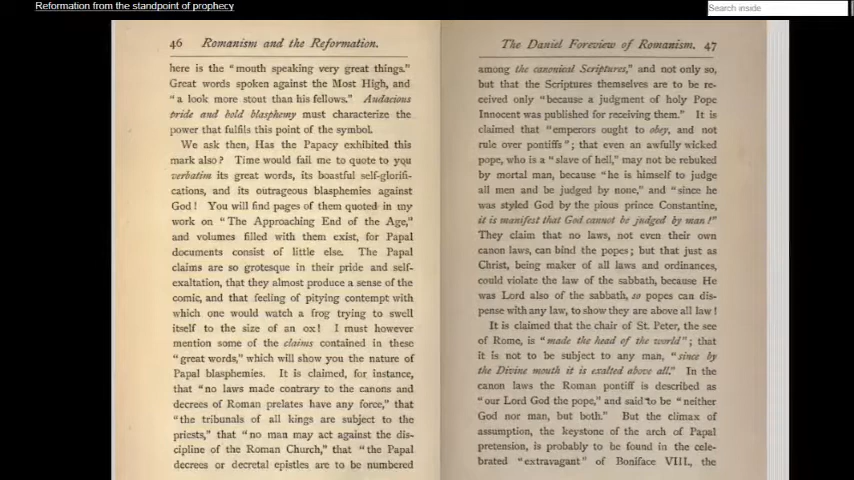 Reformation from the standpoint of prophecy
Search inside
46 Romanism and the Reformation.
here is the “mouth speaking very great things.”
Great words spoken against the Most High, and
“a look more stout than his fellows.” Audacious
pride and bold blasphemy must characterize the
power that fulfils this point of the symbol.
We ask then, Has the Papacy exhibited this
mark also? Time would fail me to quote to you
verbatim its great words, its boastful self-glorifi-
cations, and its outrageous blasphemies against
God! You will find pages of them quoted in my
work on “The Approaching End of the Age,”
and volumes filled with them exist, for Papal
documents consist of little else. The Papal
claims are so grotesque in their pride and self-
exaltation, that they almost produce a sense of the
comic, and that feeling of pitying contempt with
which one would watch a frog trying to swell
itself to the size of an ox! I must however
mention some of the claims contained in these
“great words,” which will show you the nature of
Papal blasphemies. It is claimed, for instance,
that “no laws made contrary to the canons and
decrees of Roman prelates have any force,” that
“the tribunals of all kings are subject to the
priests,” that “no man may act against the dis-
cipline of the Roman Church,” that “the Papal
decrees or decretal epistles are to be numbered
The Daniel Foreview of Romanism. 47
among the canonical Scriptures,” and not only so,
but that the Scriptures themselves are to be re-
ceived only “because a judgment of holy Pope
Innocent was published for receiving them.” It is
claimed that “emperors ought to obey, and not
rule over pontiffs”; that even an awfully wicked
pope, who is a “slave of hell,” may not be rebuked
by mortal man, because “he is himself to judge
all men and be judged by none,” and “since he
was styled God by the pious prince Constantine,
it is manifest that God cannot be judged by man!”
They claim that no laws, not even their own
canon laws, can bind the popes; but that just as
Christ, being maker of all laws and ordinances,
could violate the law of the sabbath, because He
was Lord also of the sabbath, so popes can dis-
pense with any law, to show they are above all law!
It is claimed that the chair of St. Peter, the see
of Rome, is “made the head of the world”; that
it is not to be subject to any man, “since by
the Divine mouth it is exalted above all.” In the
canon laws the Roman pontiff is described as
“our Lord God the pope,” and said to be “neither
God nor man, but both.” But the climax of
assumption, the keystone of the arch of Papal
pretension, is probably to be found in the cele-
brated “extravagant” of Boniface VIII., the